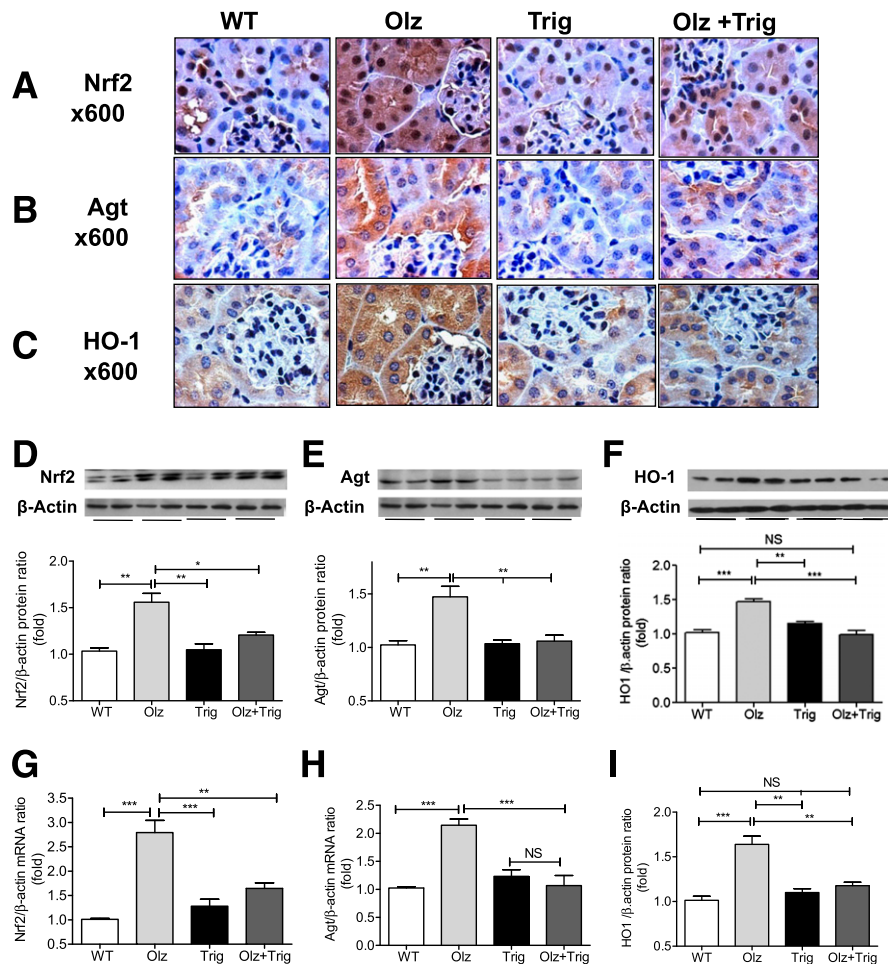 WT Olz Trig Olz +Trig
A Nrf2
x600
B Agt
x600
C HO-1
x600
D Nrf2
β-Actin
Nrf2/β-actin protein ratio
(fold)
2.0
1.5
1.0
0.5
** ** *
WT Olz Trig Olz+Trig
E Agt
β-Actin
Agt/β-actin protein ratio
(fold)
1.5
1.0
0.5
** **
WT Olz Trig Olz+Trig
F HO-1
β-Actin
HO1 /β.actin protein ratio
(fold)
2.0
1.5
1.0
0.5
0.0
NS
**
*** ***
WT Olz Trig Olz+Trig
G
Nrf2/β-actin mRNA ratio
(fold)
3.5
3.0
2.5
2.0
1.5
1.0
0.5
**
*** ***
WT Olz Trig Olz+Trig
H
Agt/β-actin mRNA ratio
(fold)
2.5
2.0
1.5
1.0
0.5
0.0
*** ***
NS
WT Olz Trig Olz+Trig
I
HO1 /β.actin protein ratio
(fold)
2.0
1.5
1.0
0.5
NS
**
*** **
WT Olz Trig Olz+Trig